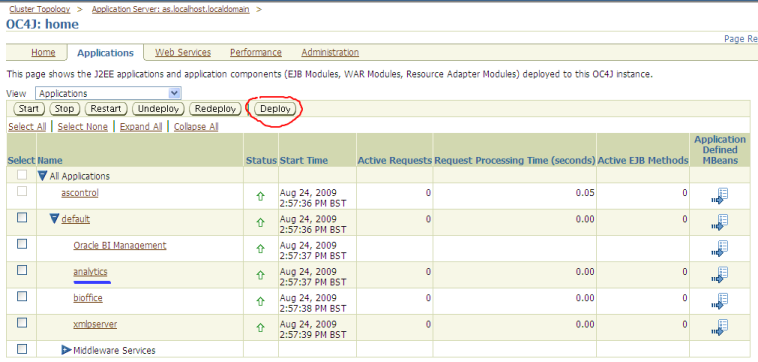 Cluster Topology > Application Server: as.localhost.localdomain >
OC4J: home
Page Re
Home Applications Web Services Performance Administration
This page shows the J2EE applications and application components (EJB Modules, WAR Modules, Resource Adapter Modules) deployed to this OC4J instance.
View Applications
Start Stop Restart Undeploy Redeploy Deploy
Select All | Select None | Expand All | Collapse All
Select Name Status Start Time Active Requests Request Processing Time (seconds) Active EJB Methods Application Defined MBeans
All Applications
ascontrol Aug 24, 2009 2:57:36 PM BST 0 0.05 0
default Aug 24, 2009 2:57:36 PM BST 0 0.00 0
Oracle BI Management Aug 24, 2009 2:57:37 PM BST
analytics Aug 24, 2009 2:57:37 PM BST 0 0.00 0
bioffice Aug 24, 2009 2:57:38 PM BST 0 0.00 0
xmlpserver Aug 24, 2009 2:57:39 PM BST 0 0.00 0
Middleware Services